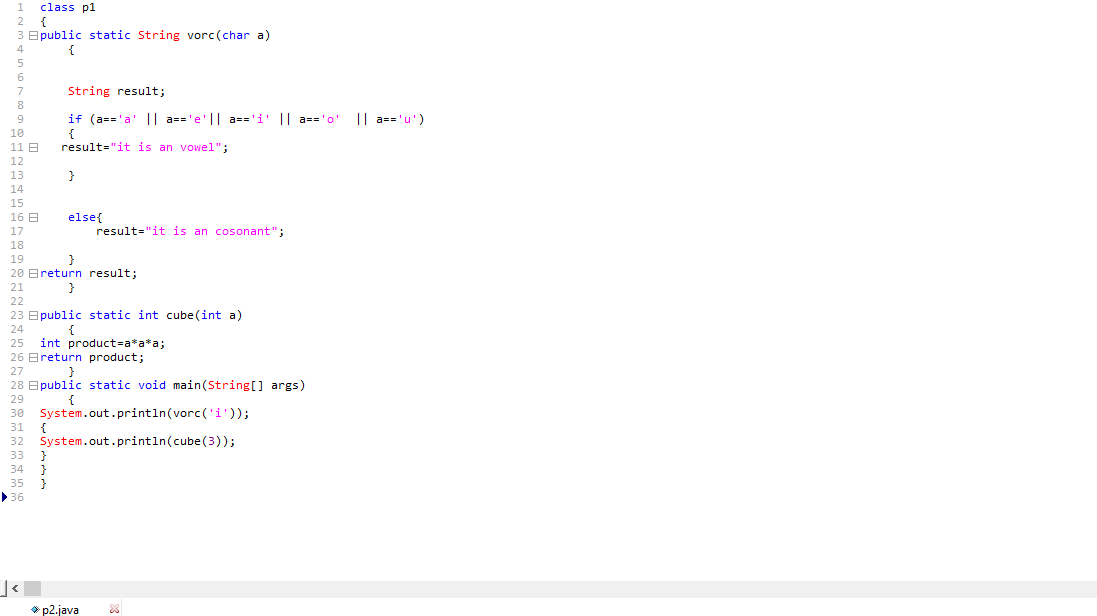 1 class p1
2 {
3 public static String vorc(char a)
4 {
5
6
7 String result;
8
9 if (a=='a' || a=='e'|| a=='i' || a=='o'  || a=='u')
10 {
11 result="it is an vowel";
12
13 }
14
15
16 else{
17 result="it is an cosonant";
18
19 }
20 return result;
21 }
22
23 public static int cube(int a)
24 {
25 int product=a*a*a;
26 return product;
27 }
28 public static void main(String[] args)
29 {
30 System.out.println(vorc('i'));
31 {
32 System.out.println(cube(3));
33 }
34 }
35 }
36
p2.java